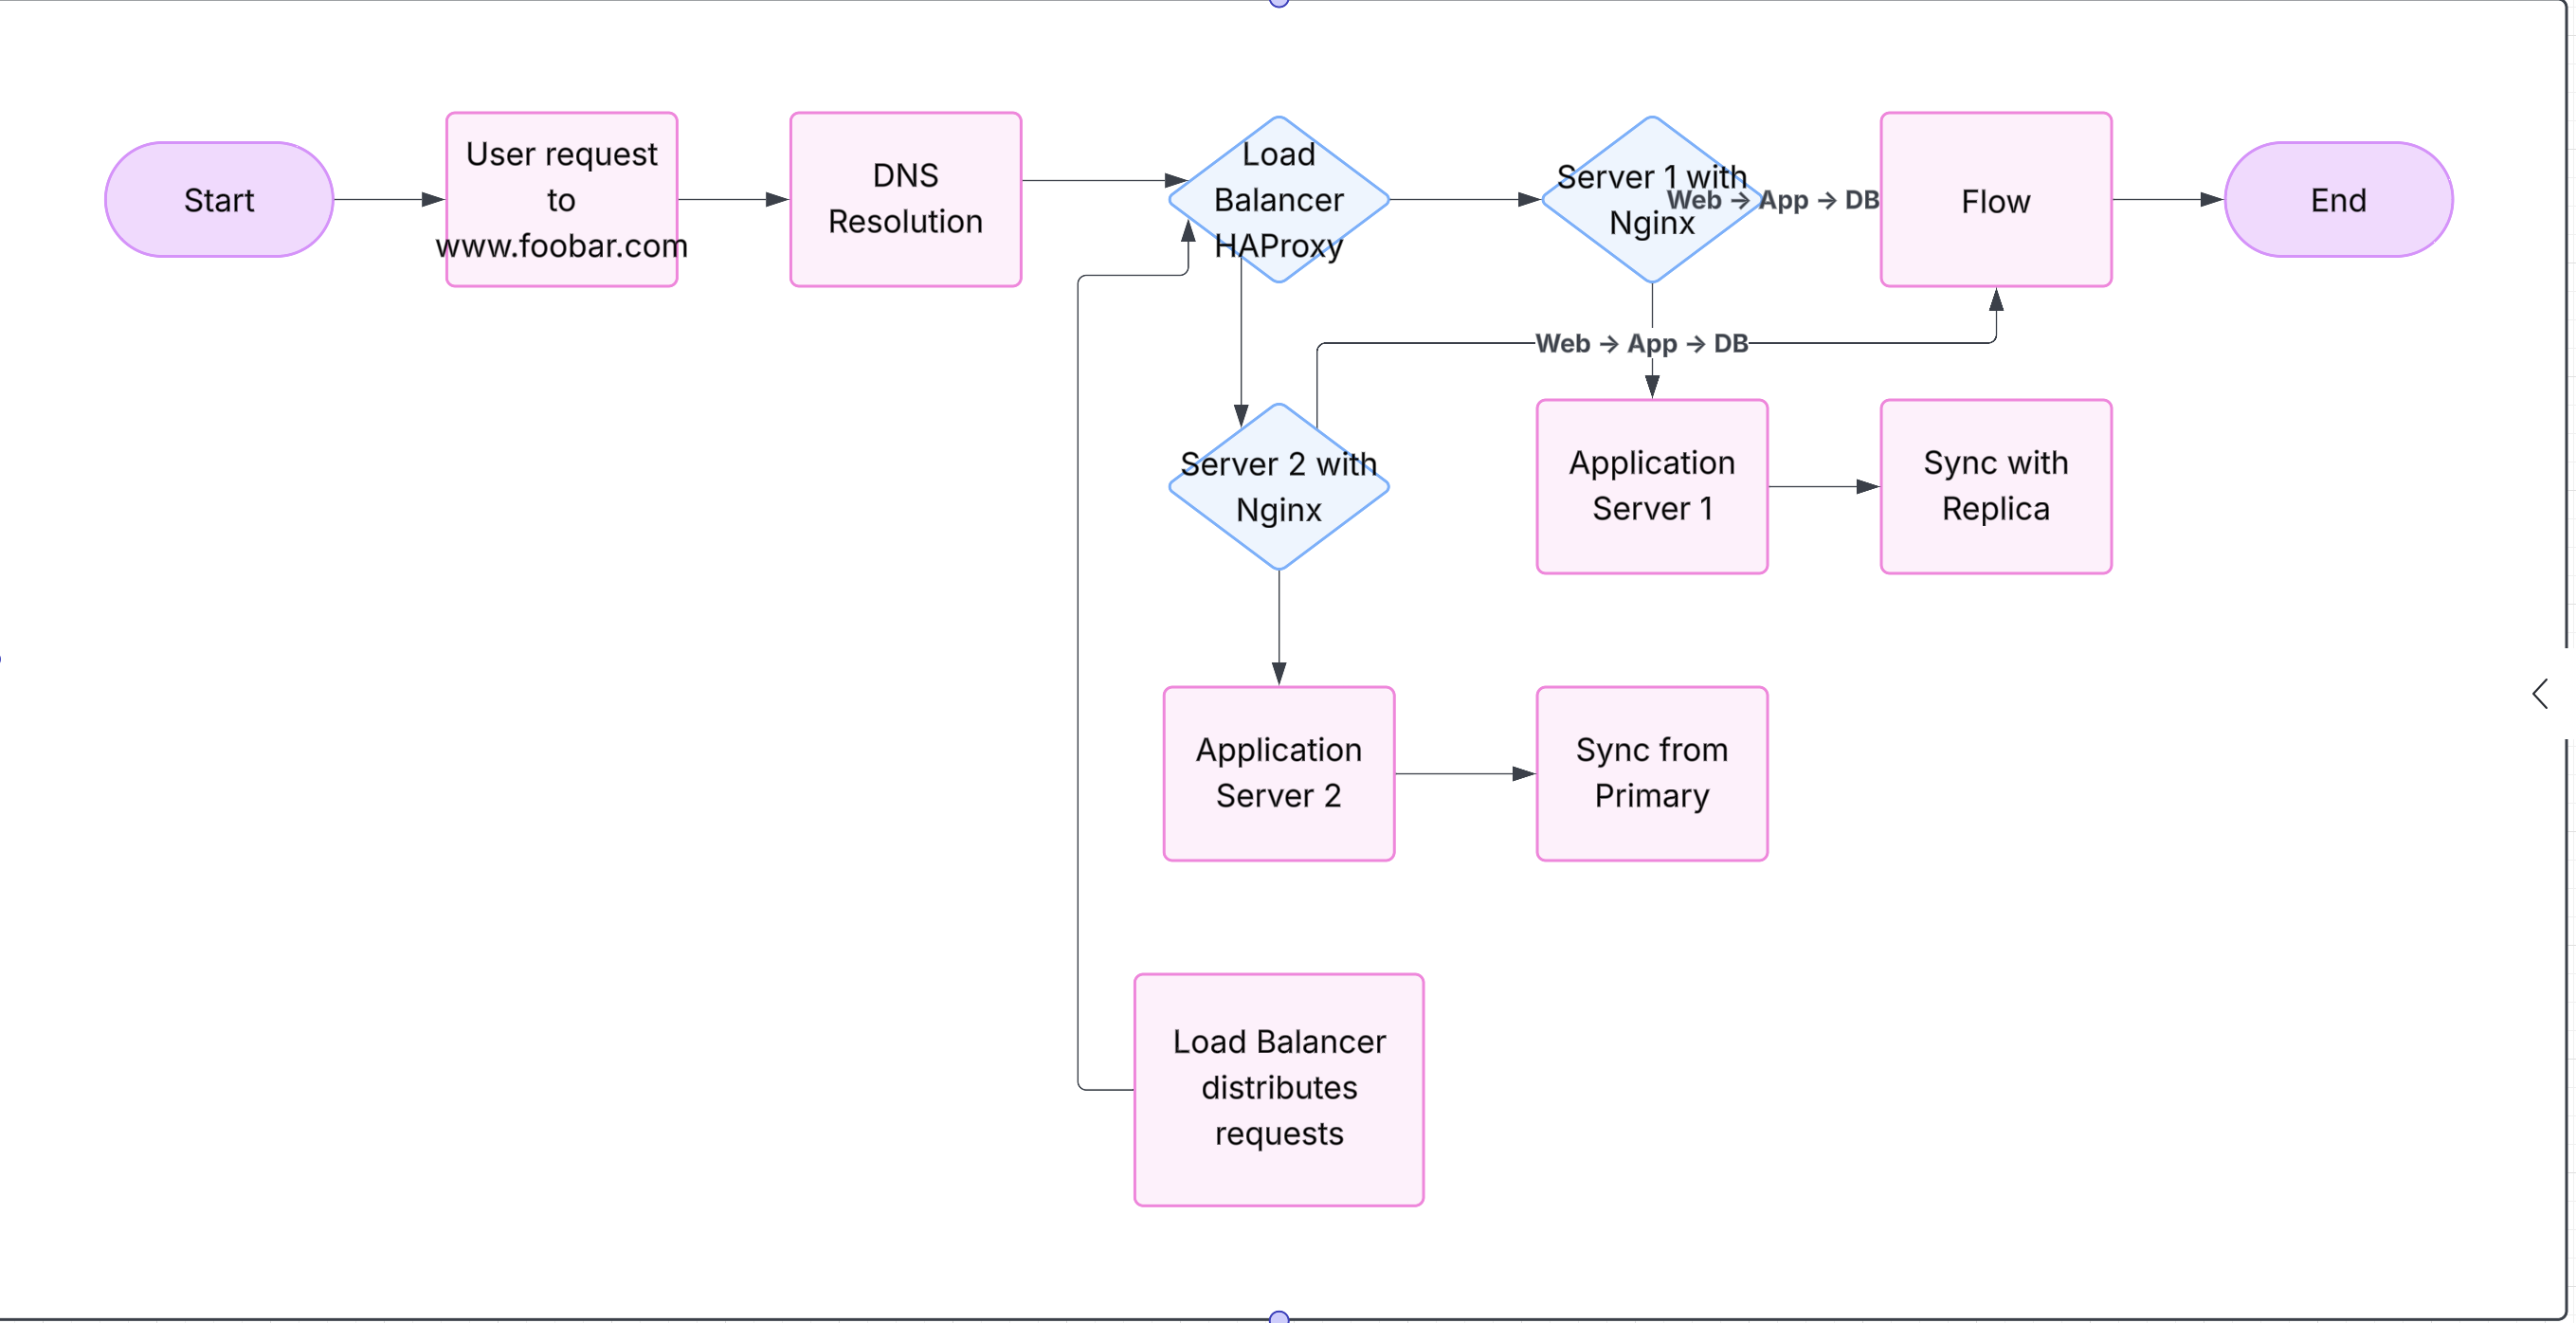 Start
User request
to
www.foobar.com
DNS
Resolution
Load
Balancer
HAProxy
Server 1 with
Nginx
Web → App → DB
Flow
End
Web → App → DB
Server 2 with
Nginx
Application
Server 1
Sync with
Replica
Application
Server 2
Sync from
Primary
Load Balancer
distributes
requests